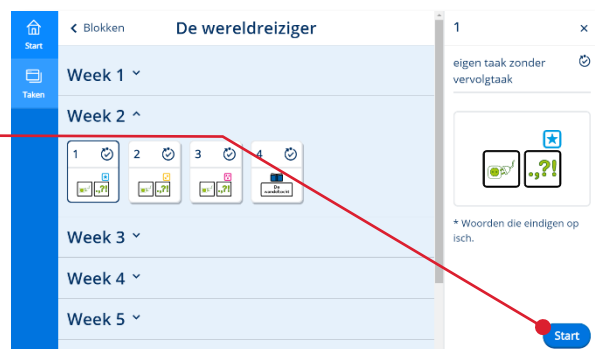 Start
Taken
Blokken
De wereldreiziger
Week 1
Week 2
1
2
3
4
.,?!
.,?!
.,?!
De
wandeltocht
Week 3
Week 4
Week 5
1
eigen taak zonder
vervolgtaak
.,?!
* Woorden die eindigen op
isch.
Start